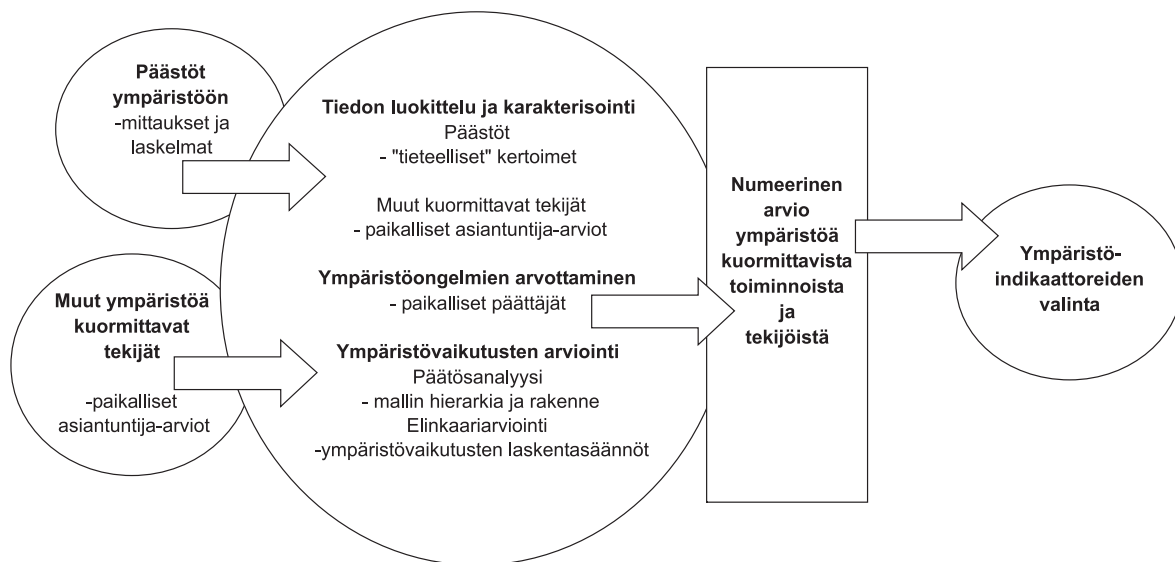 Päästöt
ympäristöön
-mittaukset ja
laskelmat
Muut ympäristöä
kuormittavat
tekijät
-paikalliset
asiantuntija-arviot
Tiedon luokittelu ja karakterisointi
Päästöt
- "tieteelliset" kertoimet
Muut kuormittavat tekijät
- paikalliset asiantuntija-arviot
Ympäristöongelmien arvottaminen
- paikalliset päättäjät
Ympäristövaikutusten arviointi
Päätösanalyysi
- mallin hierarkia ja rakenne
Elinkaariarviointi
-ympäristövaikutusten laskentasäännöt
Numeerinen
arvio
ympäristöä
kuormittavista
toiminnoista
ja
tekijöistä
Ympäristö-
indikaattoreiden
valinta